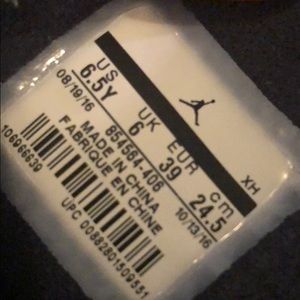 US UK EUR cm
6.5Y 6 39 24.5
08/19/16 10/13/16
854564 406
MADE IN CHINA
FABRIQUE EN CHINE
XH
106966639
UPC 00882801509551